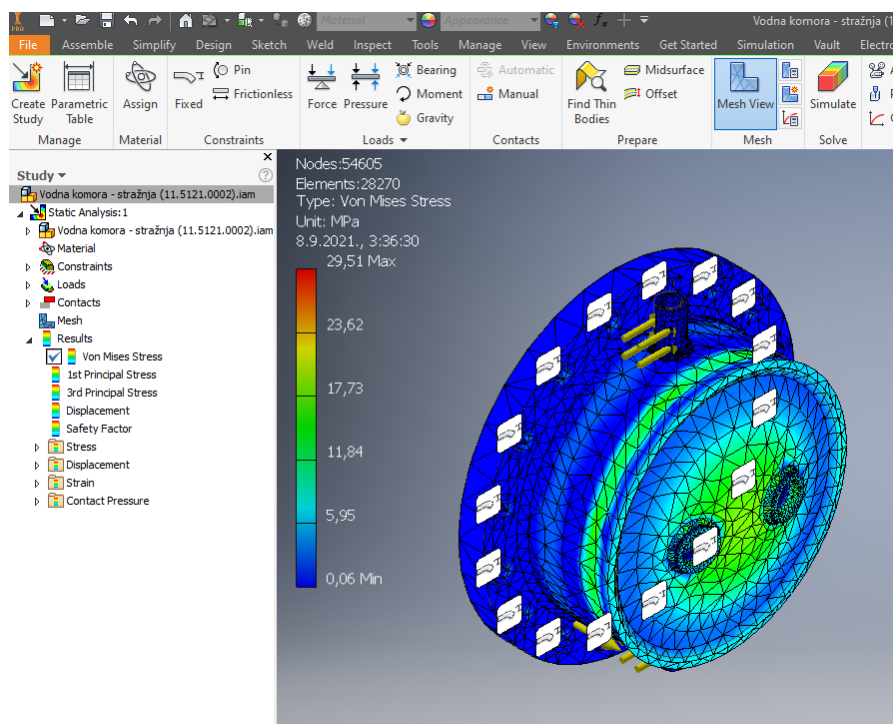 I
PRO
Material
Appearance
fx
Vodna komora - stražnja (1
File Assemble Simplify Design Sketch Weld Inspect Tools Manage View Environments Get Started Simulation Vault Electro
Create Study
Parametric Table
Assign
Fixed
Pin
Frictionless
Force
Pressure
Bearing
Moment
Gravity
Automatic
Manual
Find Thin Bodies
Midsurface
Offset
Mesh View
Simulate
Manage
Material
Constraints
Loads
Contacts
Prepare
Mesh
Solve
Study
Vodna komora - stražnja (11.5121.0002).iam
Static Analysis:1
Vodna komora - stražnja (11.5121.0002).iam
Material
Constraints
Loads
Contacts
Mesh
Results
Von Mises Stress
1st Principal Stress
3rd Principal Stress
Displacement
Safety Factor
Stress
Displacement
Strain
Contact Pressure
Nodes:54605
Elements:28270
Type: Von Mises Stress
Unit: MPa
8.9.2021., 3:36:30
29,51 Max
23,62
17,73
11,84
5,95
0,06 Min